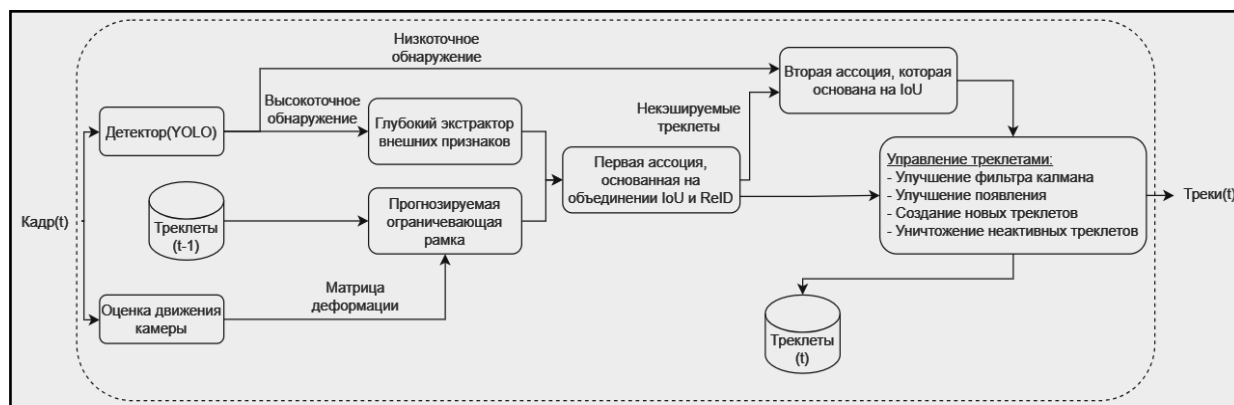 Низкоточное
обнаружение
Вторая ассоция, которая
основана на IoU
Высокоточное
обнаружение
Некэшируемые
треклеты
Детектор(YOLO)
Глубокий экстрактор
внешних признаков
Первая ассоция,
основанная на
объединении IoU и ReID
Управление треклетами:
- Улучшение фильтра калмана
- Улучшение появления
- Создание новых треклетов
- Уничтожение неактивных треклетов
Кадр(t)
Треклеты
(t-1)
Прогнозируемая
ограничевающая
рамка
Треки(t)
Матрица
деформации
Оценка движения
камеры
Треклеты
(t)